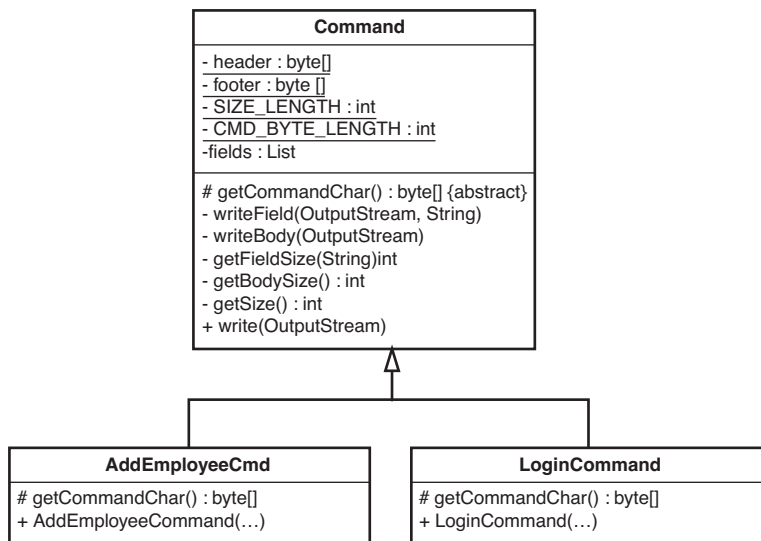 Command
- header : byte[]
- footer : byte []
- SIZE_LENGTH : int
- CMD_BYTE_LENGTH : int
-fields : List
# getCommandChar() : byte[] {abstract}
- writeField(OutputStream, String)
- writeBody(OutputStream)
- getFieldSize(String)int
- getBodySize() : int
- getSize() : int
+ write(OutputStream)
AddEmployeeCmd
# getCommandChar() : byte[]
+ AddEmployeeCommand(…)
LoginCommand
# getCommandChar() : byte[]
+ LoginCommand(…)